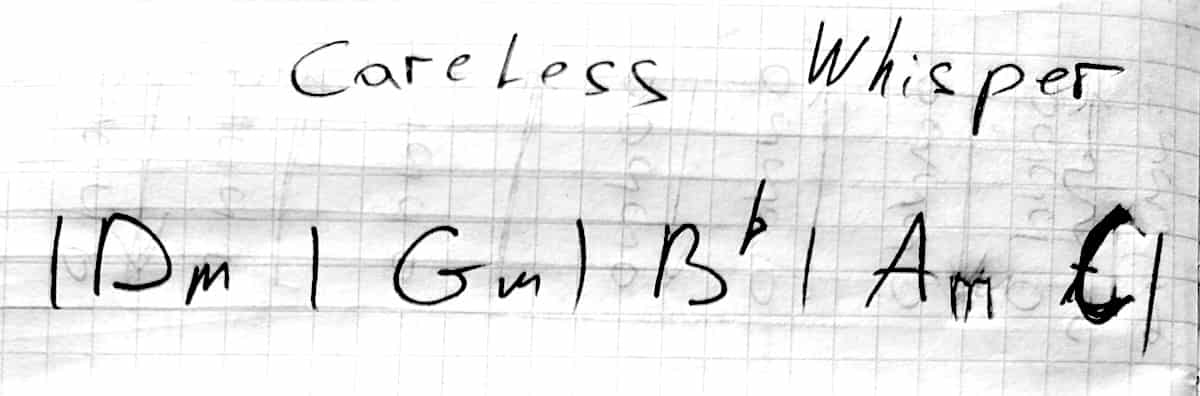 Careless Whisper
| Dm | Gm | B♭ | Am C |